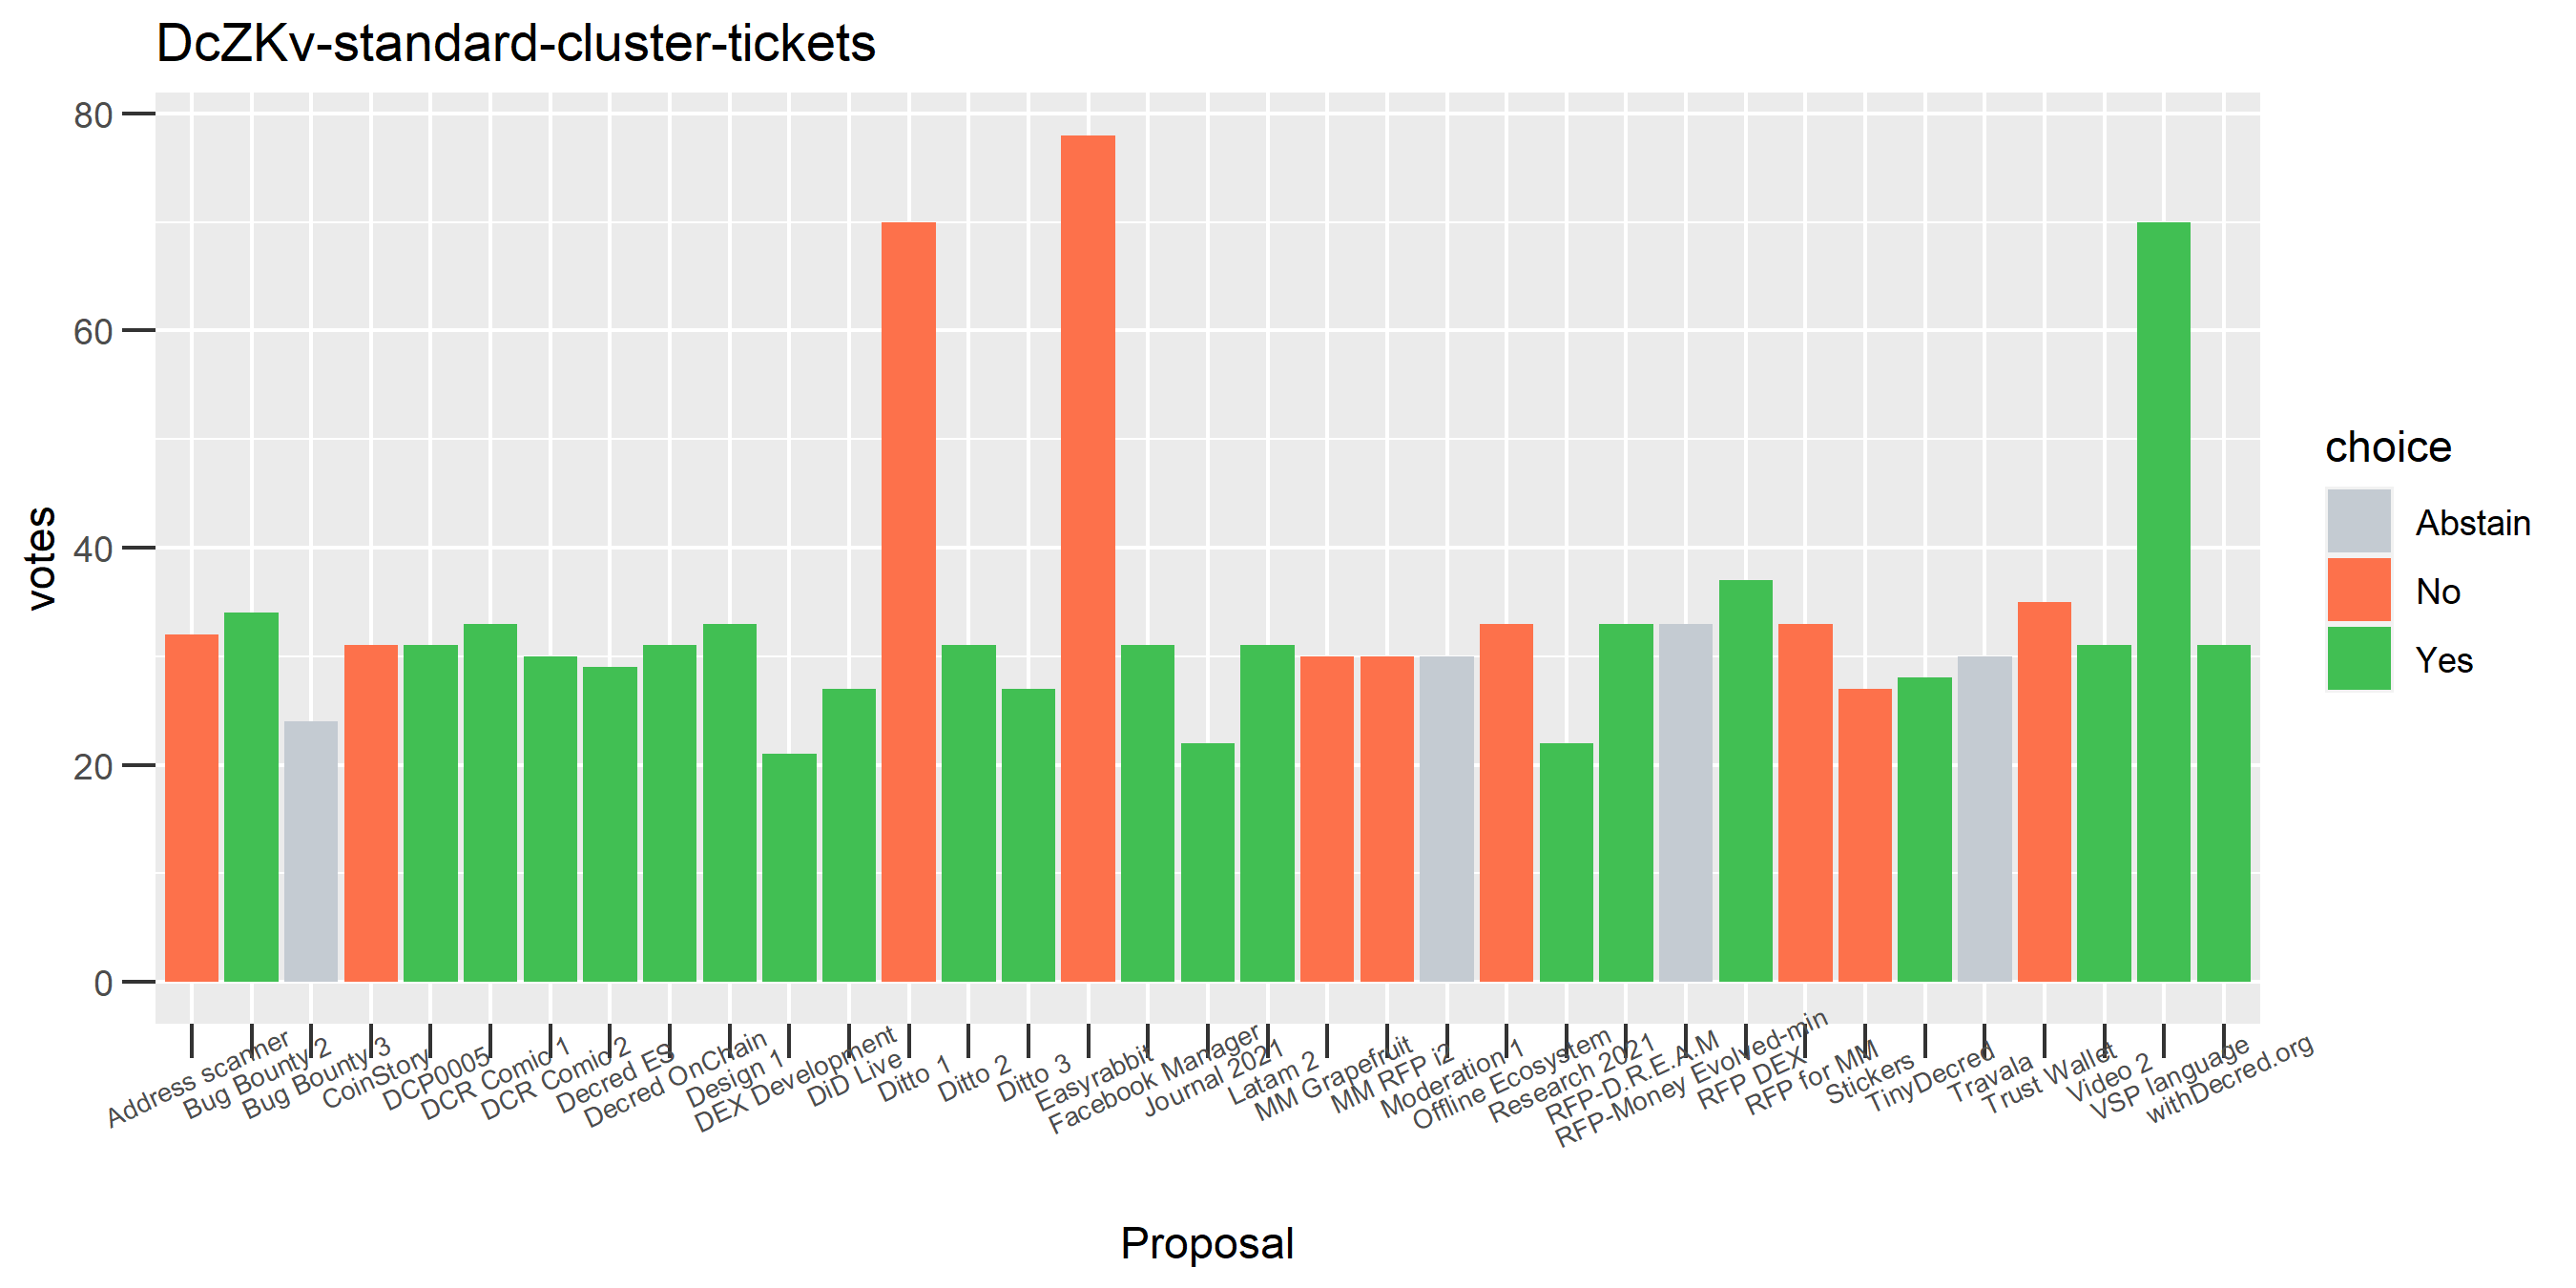 DcZKv-standard-cluster-tickets
80
60
40
20
0
votes
Address scanner
Bug Bounty 2
Bug Bounty 3
CoinStory
DCP0005
DCR Comic 1
DCR Comic 2
Decred ES
Decred OnChain
Design 1
DEX Development
DiD Live
Ditto 1
Ditto 2
Ditto 3
Easyrabbit
Facebook Manager
Journal 2021
Latam 2
MM Grapefruit
MM RFP i2
Moderation 1
Offline Ecosystem
Research 2021
RFP-D.R.E.A.M
RFP-Money Evolved-min
RFP DEX
RFP for MM
Stickers
TinyDecred
Travala
Trust Wallet
Video 2
VSP language
withDecred.org
Proposal
choice
Abstain
No
Yes